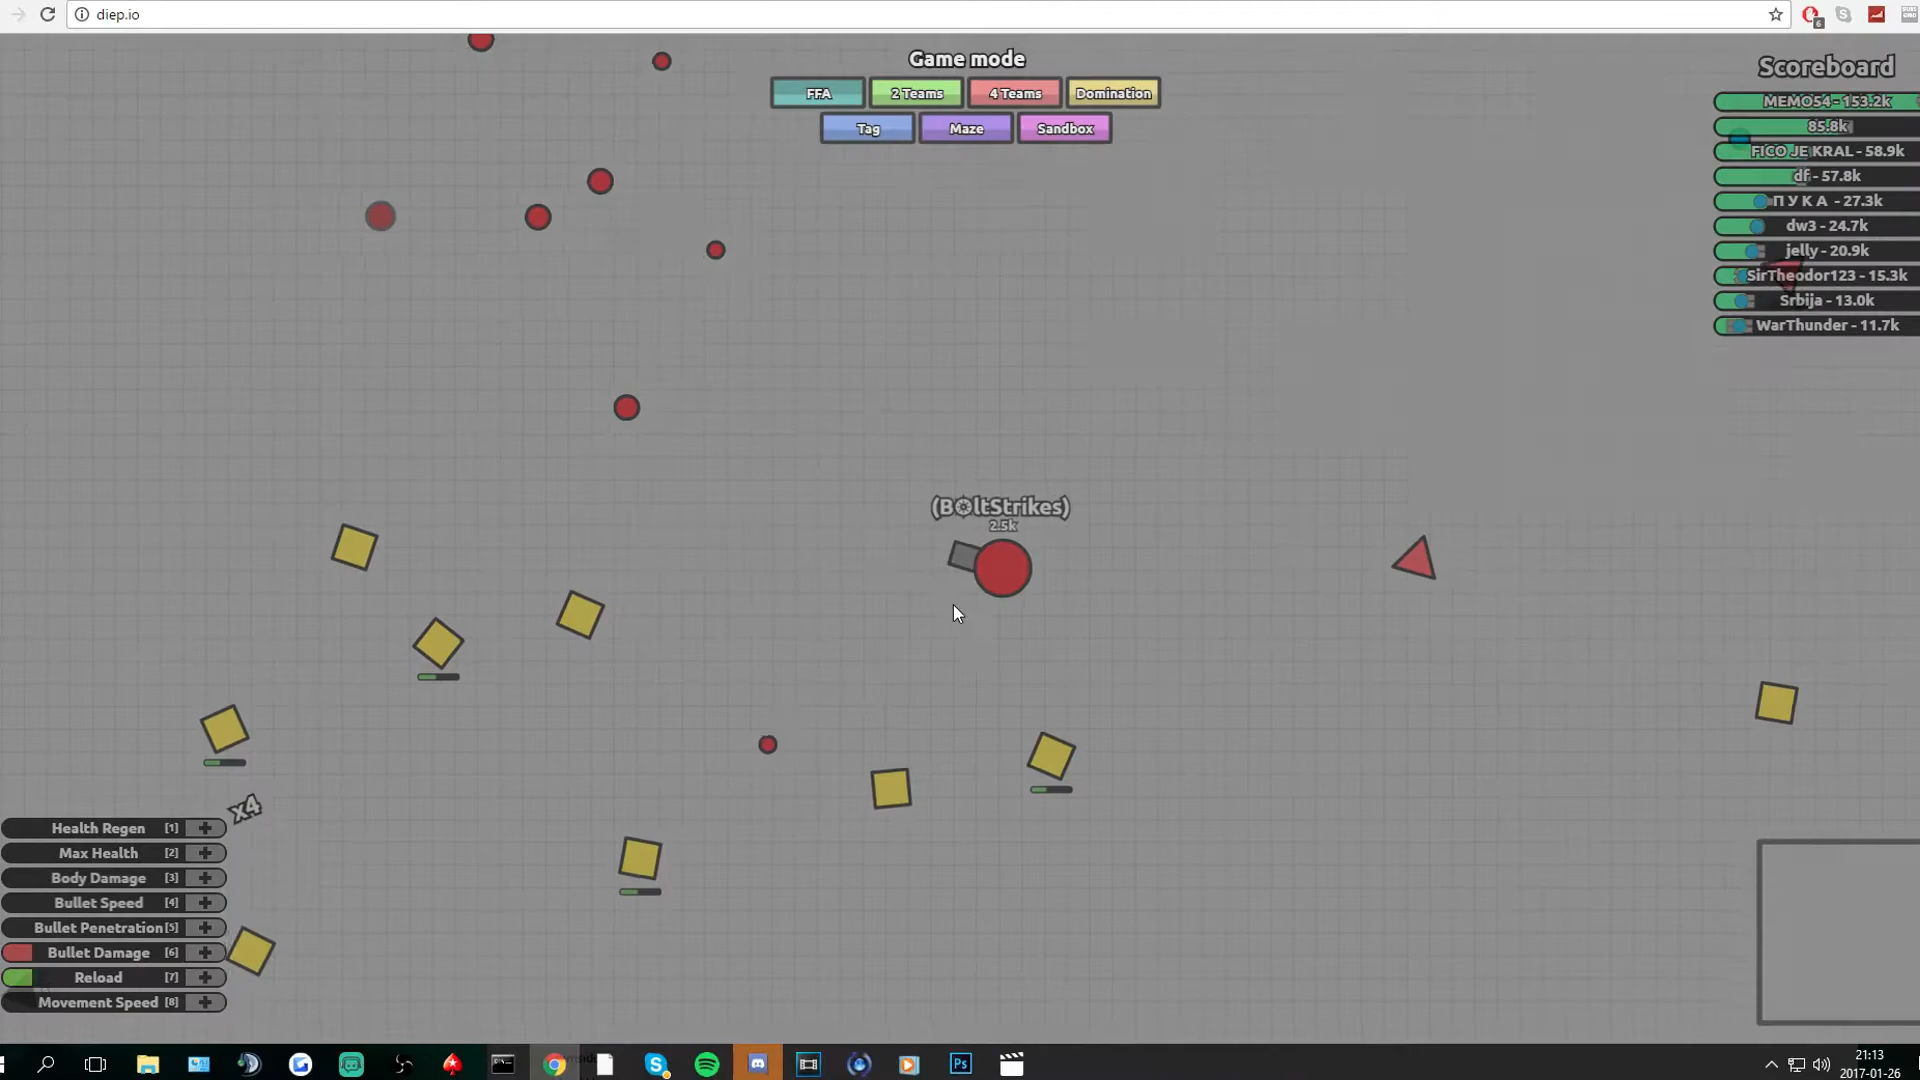 diep.io
6
Game mode
FFA
2 Teams
4 Teams
Domination
Tag
Maze
Sandbox
Scoreboard
MEMO54 - 153.2k
85.8k
FICO JE KRAL - 58.9k
df - 57.8k
П У К А - 27.3k
dw3 - 24.7k
jelly - 20.9k
SirTheodor123 - 15.3k
Srbija - 13.0k
WarThunder - 11.7k
(B⚙ltStrikes)
2.5k
x4
Health Regen [1] +
Max Health [2] +
Body Damage [3] +
Bullet Speed [4] +
Bullet Penetration [5] +
Bullet Damage [6] +
Reload [7] +
Movement Speed [8] +
Ps
21:13
2017-01-26